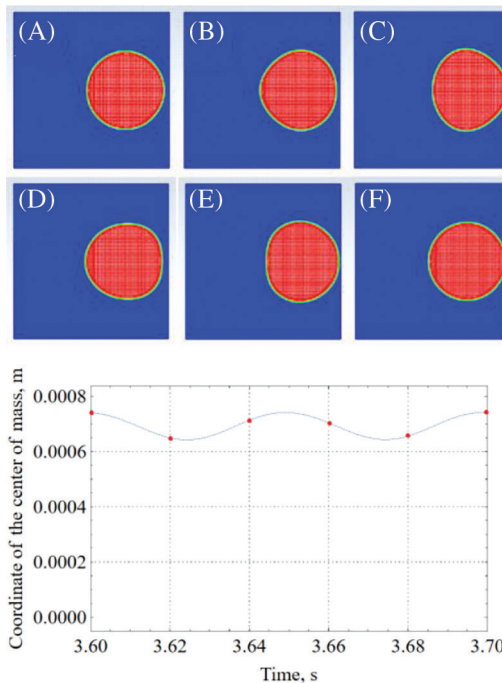 (A) (B) (C)
(D) (E) (F)
Coordinate of the center of mass, m
0.0008
0.0006
0.0004
0.0002
0.0000
3.60 3.62 3.64 3.66 3.68 3.70
Time, s